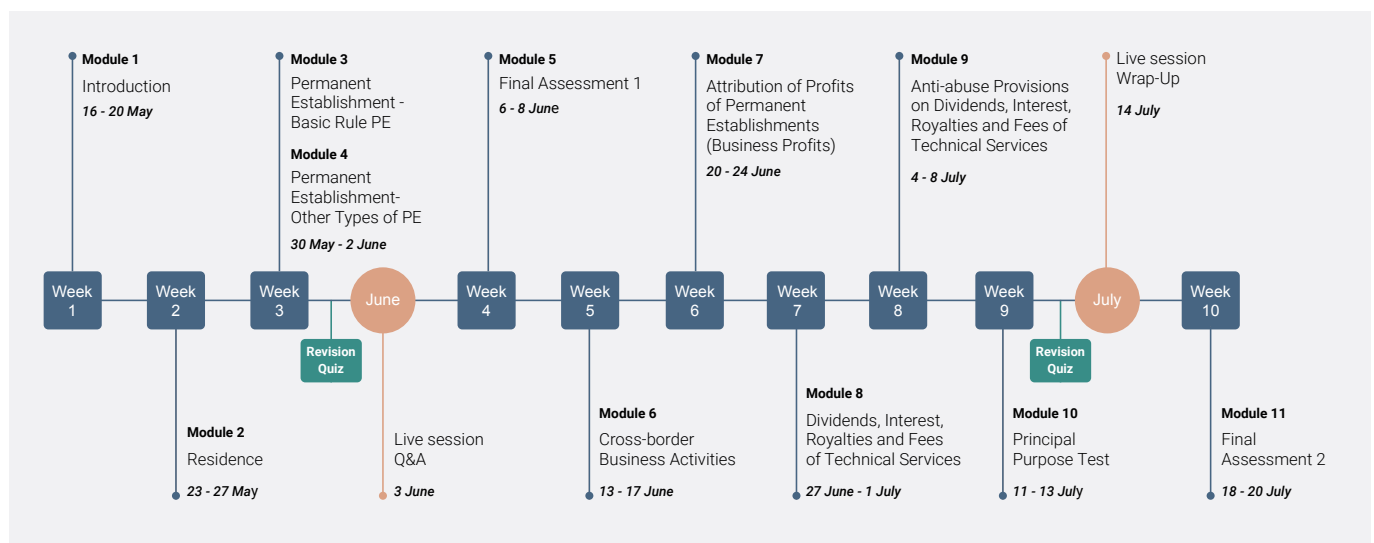 Module 1
Introduction
16 - 20 May
Module 3
Permanent
Establishment -
Basic Rule PE
Module 4
Permanent
Establishment-
Other Types of PE
30 May - 2 June
Module 5
Final Assessment 1
6 - 8 June
Module 7
Attribution of Profits
of Permanent
Establishments
(Business Profits)
20 - 24 June
Module 9
Anti-abuse Provisions
on Dividends, Interest,
Royalties and Fees of
Technical Services
4 - 8 July
Live session
Wrap-Up
14 July
Week
1
Week
2
Week
3
June
Week
4
Week
5
Week
6
Week
7
Week
8
Week
9
July
Week
10
Revision
Quiz
Revision
Quiz
Module 2
Residence
23 - 27 May
Live session
Q&A
3 June
Module 6
Cross-border
Business Activities
13 - 17 June
Module 8
Dividends, Interest,
Royalties and Fees
of Technical Services
27 June - 1 July
Module 10
Principal
Purpose Test
11 - 13 July
Module 11
Final
Assessment 2
18 - 20 July